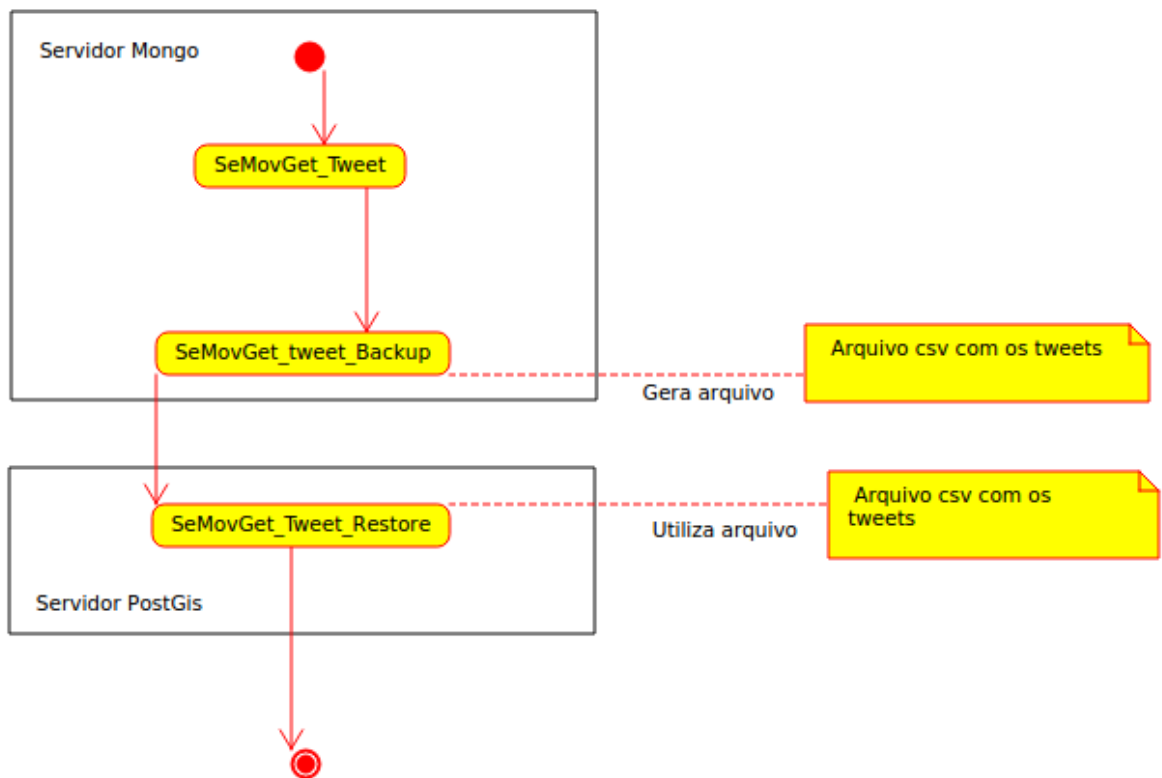 Servidor Mongo
SeMovGet_Tweet
SeMovGet_tweet_Backup
Arquivo csv com os tweets
Gera arquivo
SeMovGet_Tweet_Restore
Arquivo csv com os
tweets
Utiliza arquivo
Servidor PostGis